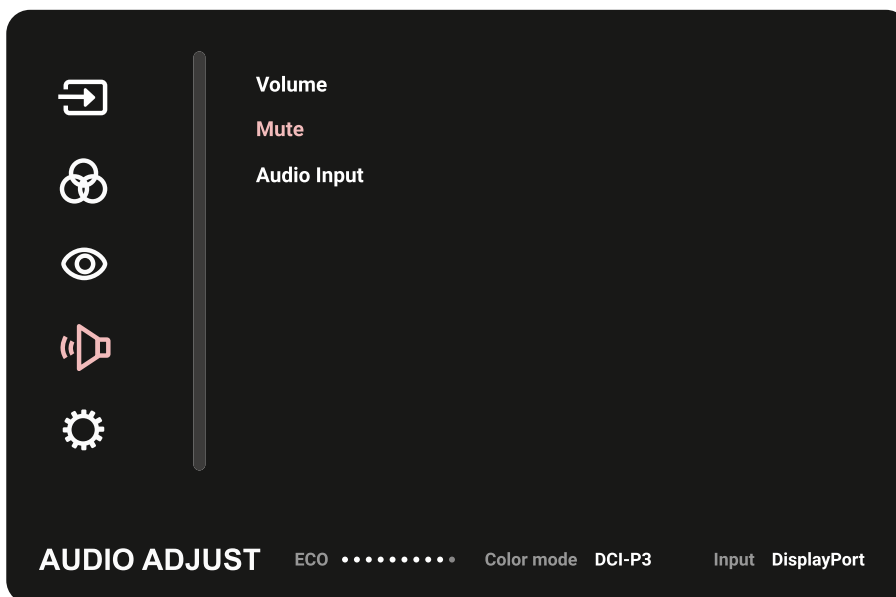 Volume
Mute
Audio Input
AUDIO ADJUST ECO Color mode DCI-P3 Input DisplayPort